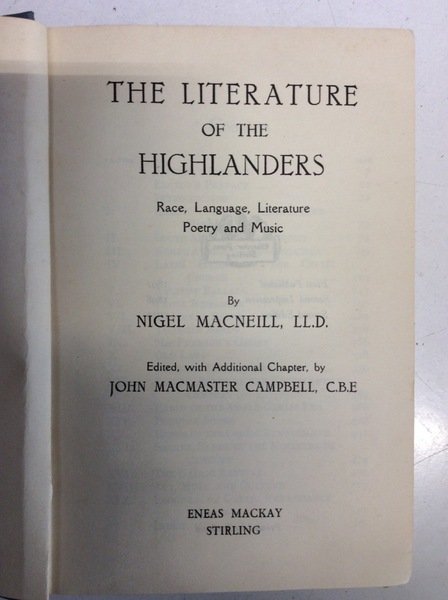 THE LITERATURE
OF THE
HIGHLANDERS
Race, Language, Literature
Poetry and Music
By
NIGEL MACNEILL, LL.D.
Edited, with Additional Chapter, by
JOHN MACMASTER CAMPBELL, C.B.E
ENEAS MACKAY
STIRLING